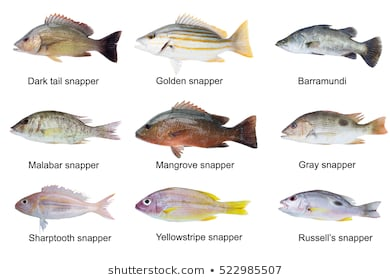 Dark tail snapper
Golden snapper
Barramundi
Malabar snapper
Mangrove snapper
Gray snapper
Sharptooth snapper
Yellowstripe snapper
Russell's snapper
shutterstock · 522985507